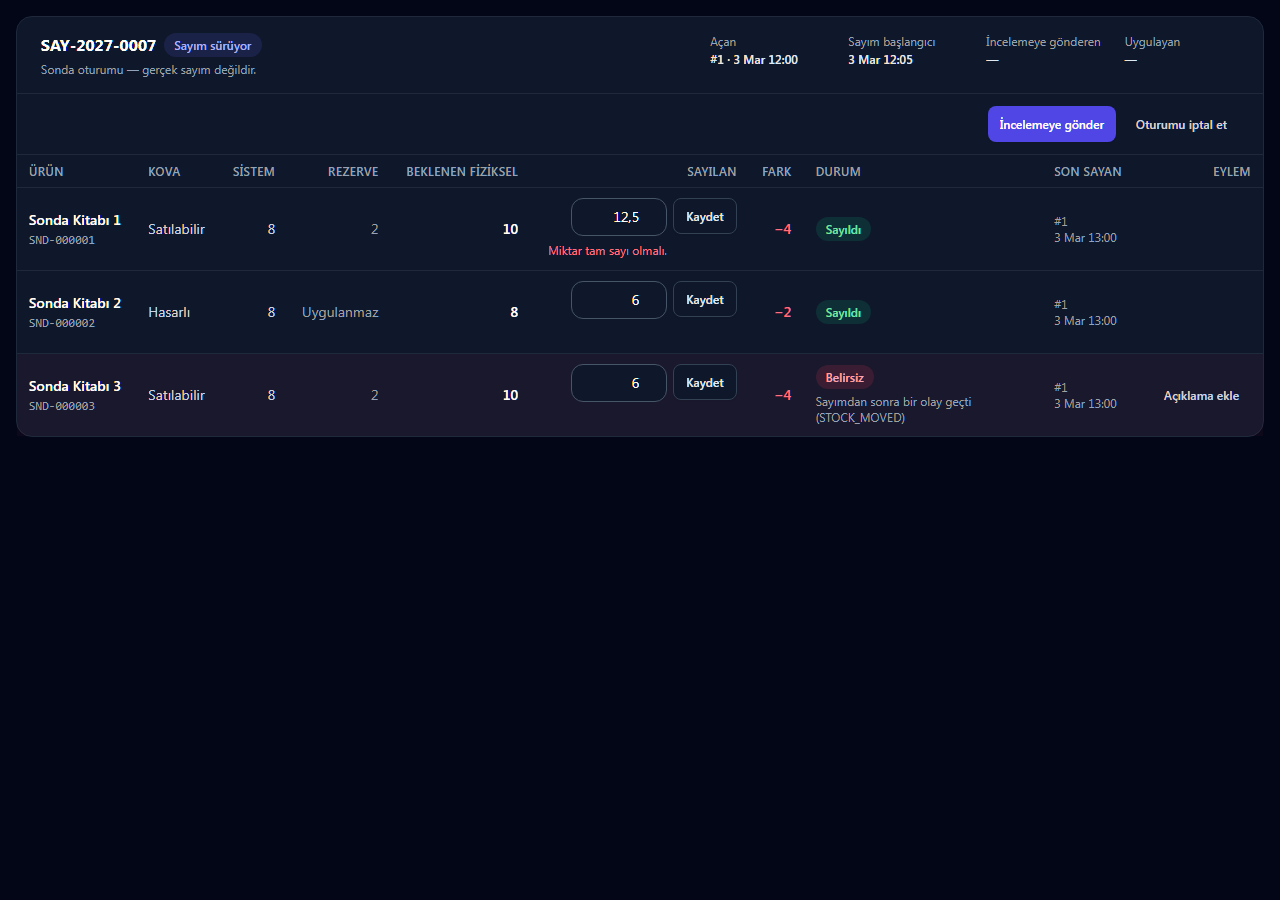 SAY-2027-0007 Sayım sürüyor
Sonda oturumu — gerçek sayım değildir.
Açan
#1 · 3 Mar 12:00
Sayım başlangıcı
3 Mar 12:05
İncelemeye gönderen
—
Uygulayan
—
İncelemeye gönder Oturumu iptal et
ÜRÜN KOVA SİSTEM REZERVE BEKLENEN FİZİKSEL SAYILAN FARK DURUM SON SAYAN EYLEM
Sonda Kitabı 1
SND-000001
Satılabilir 8 2 10 12,5 Kaydet
Miktar tam sayı olmalı.
−4 Sayıldı
#1
3 Mar 13:00
Sonda Kitabı 2
SND-000002
Hasarlı 8 Uygulanmaz 8 6 Kaydet −2 Sayıldı
#1
3 Mar 13:00
Sonda Kitabı 3
SND-000003
Satılabilir 8 2 10 6 Kaydet −4 Belirsiz
Sayımdan sonra bir olay geçti
(STOCK_MOVED)
#1
3 Mar 13:00
Açıklama ekle